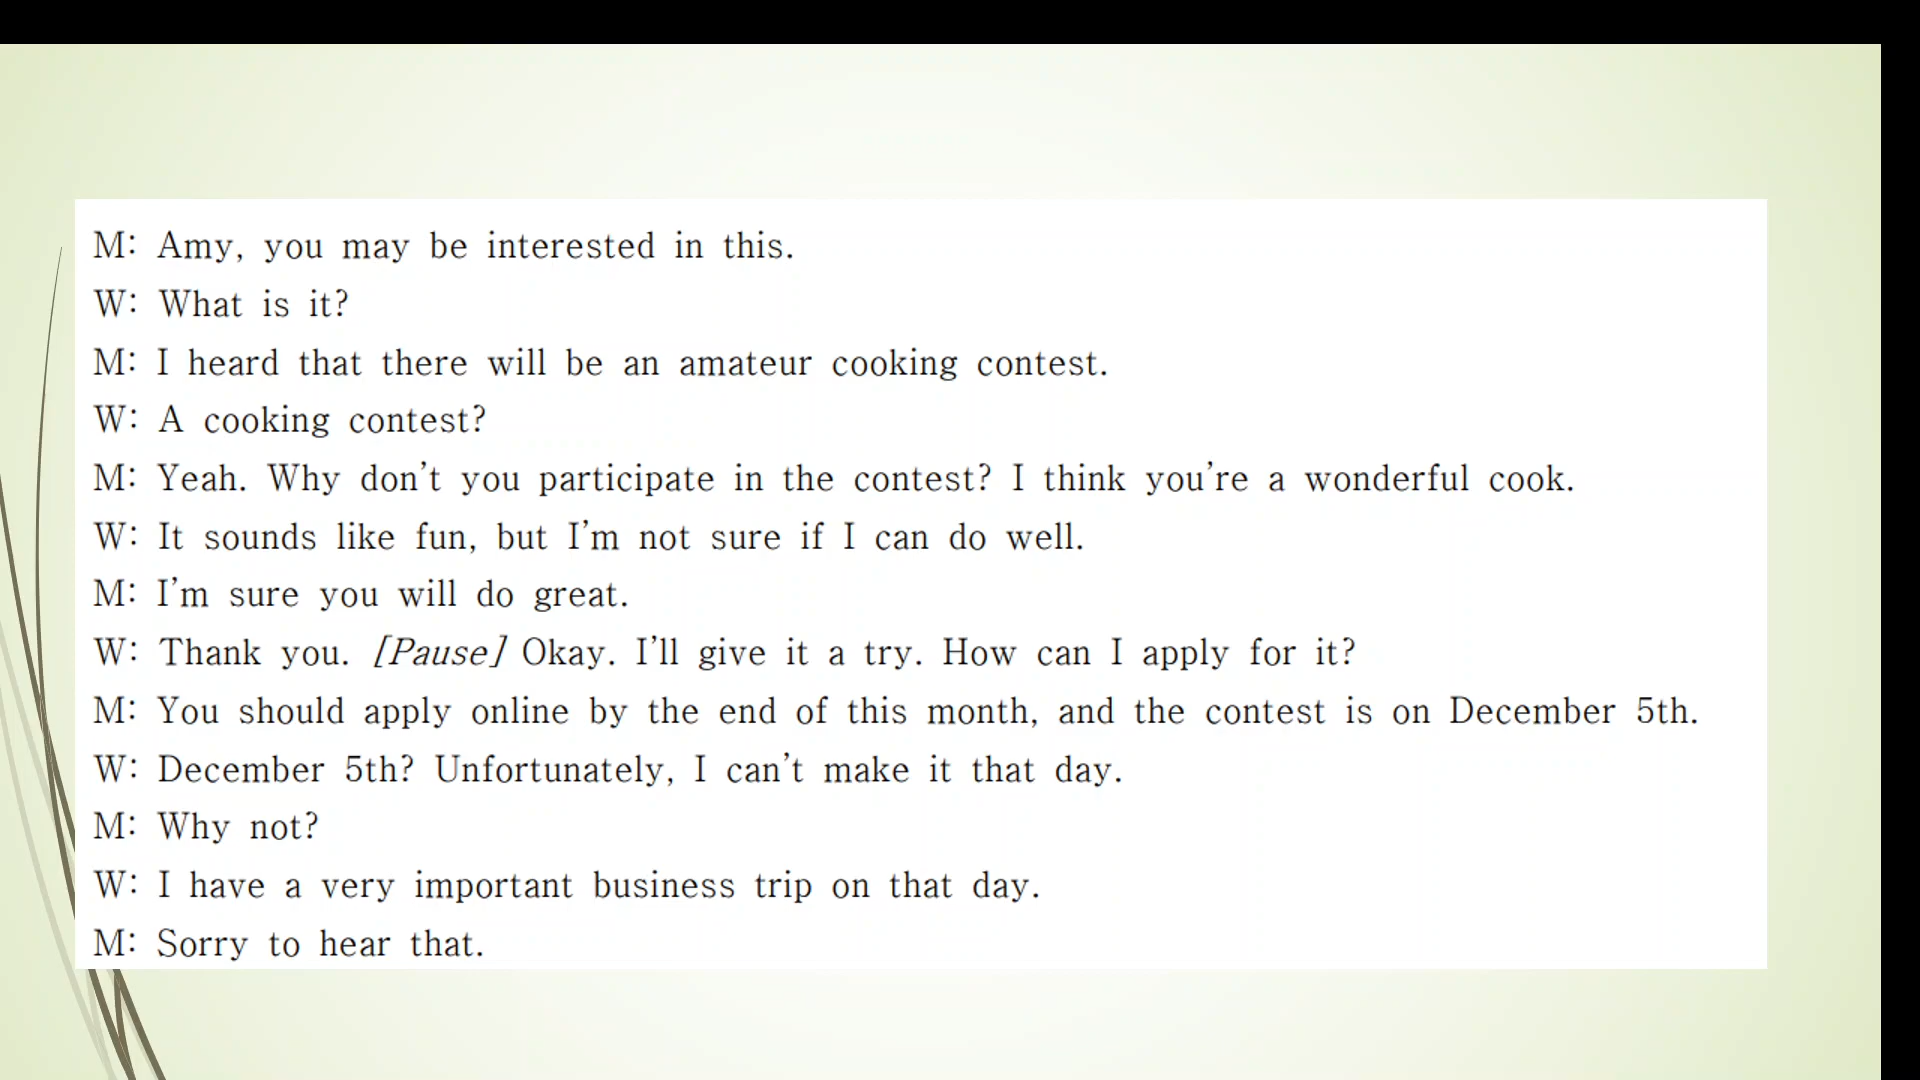 M: Amy, you may be interested in this.
W: What is it?
M: I heard that there will be an amateur cooking contest.
W: A cooking contest?
M: Yeah. Why don't you participate in the contest? I think you're a wonderful cook.
W: It sounds like fun, but I'm not sure if I can do well.
M: I'm sure you will do great.
W: Thank you. [Pause] Okay. I'll give it a try. How can I apply for it?
M: You should apply online by the end of this month, and the contest is on December 5th.
W: December 5th? Unfortunately, I can't make it that day.
M: Why not?
W: I have a very important business trip on that day.
M: Sorry to hear that.